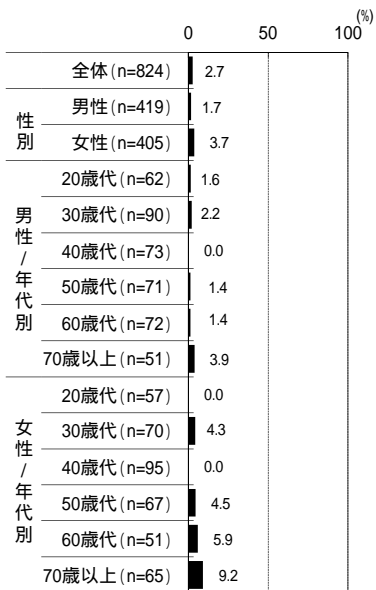 (%)
0 50 100
全体(n=824) 2.7
性別
男性(n=419) 1.7
女性(n=405) 3.7
男性/年代別
20歳代(n=62) 1.6
30歳代(n=90) 2.2
40歳代(n=73) 0.0
50歳代(n=71) 1.4
60歳代(n=72) 1.4
70歳以上(n=51) 3.9
女性/年代別
20歳代(n=57) 0.0
30歳代(n=70) 4.3
40歳代(n=95) 0.0
50歳代(n=67) 4.5
60歳代(n=51) 5.9
70歳以上(n=65) 9.2